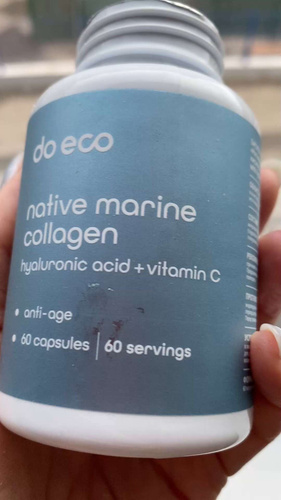 do eco
native marine
collagen
hyaluronic acid + vitamin C
• anti-age
• 60 capsules | 60 servings